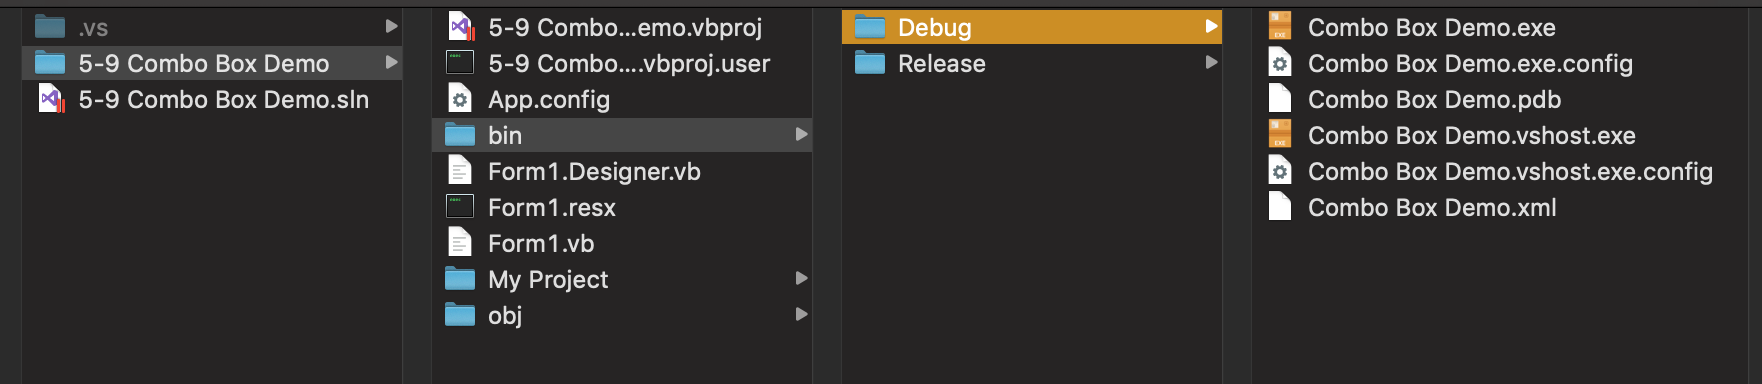 .vs
5-9 Combo Box Demo
5-9 Combo Box Demo.sln
5-9 Combo...emo.vbproj
5-9 Combo....vbproj.user
App.config
bin
Form1.Designer.vb
Form1.resx
Form1.vb
My Project
obj
Debug
Release
Combo Box Demo.exe
Combo Box Demo.exe.config
Combo Box Demo.pdb
Combo Box Demo.vshost.exe
Combo Box Demo.vshost.exe.config
Combo Box Demo.xml